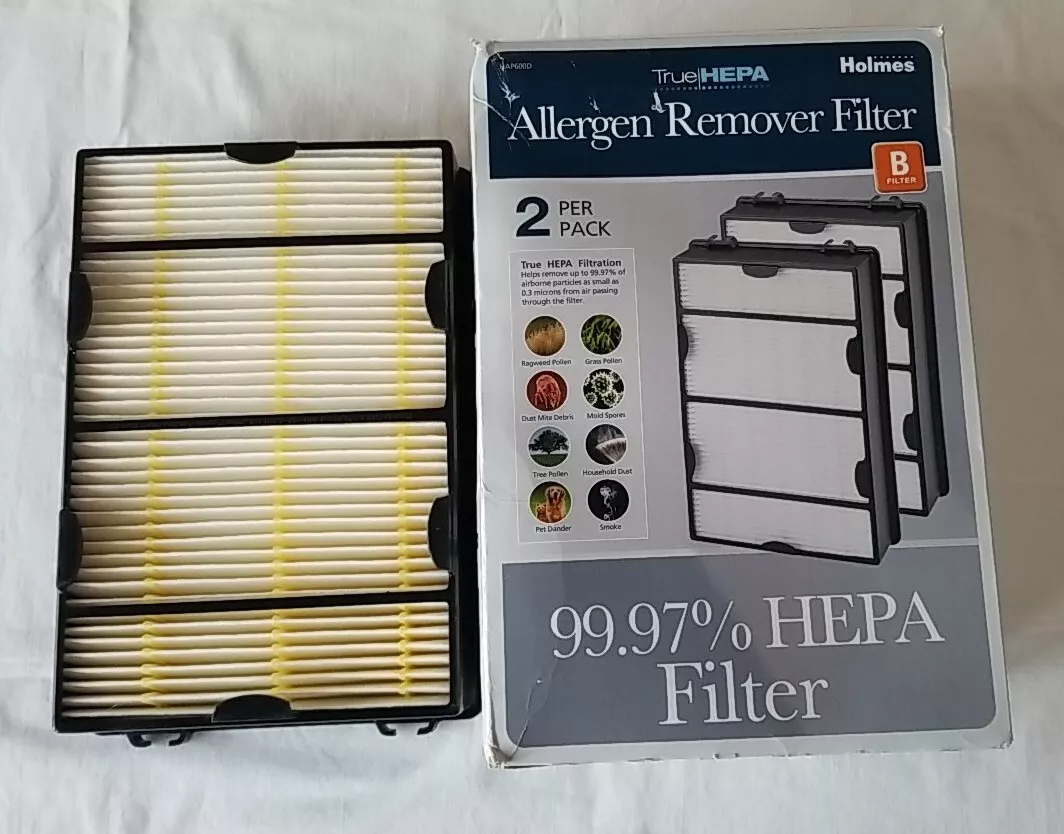 HAP600D
True HEPA
Holmes
Allergen Remover Filter
B
FILTER
2 PER
PACK
True HEPA Filtration
Helps remove up to 99.97% of
airborne particles as small as
0.3 microns from air passing
through the filter.
Ragweed Pollen
Grass Pollen
Dust Mite Debris
Mold Spores
Tree Pollen
Household Dust
Pet Dander
Smoke
99.97% HEPA
Filter